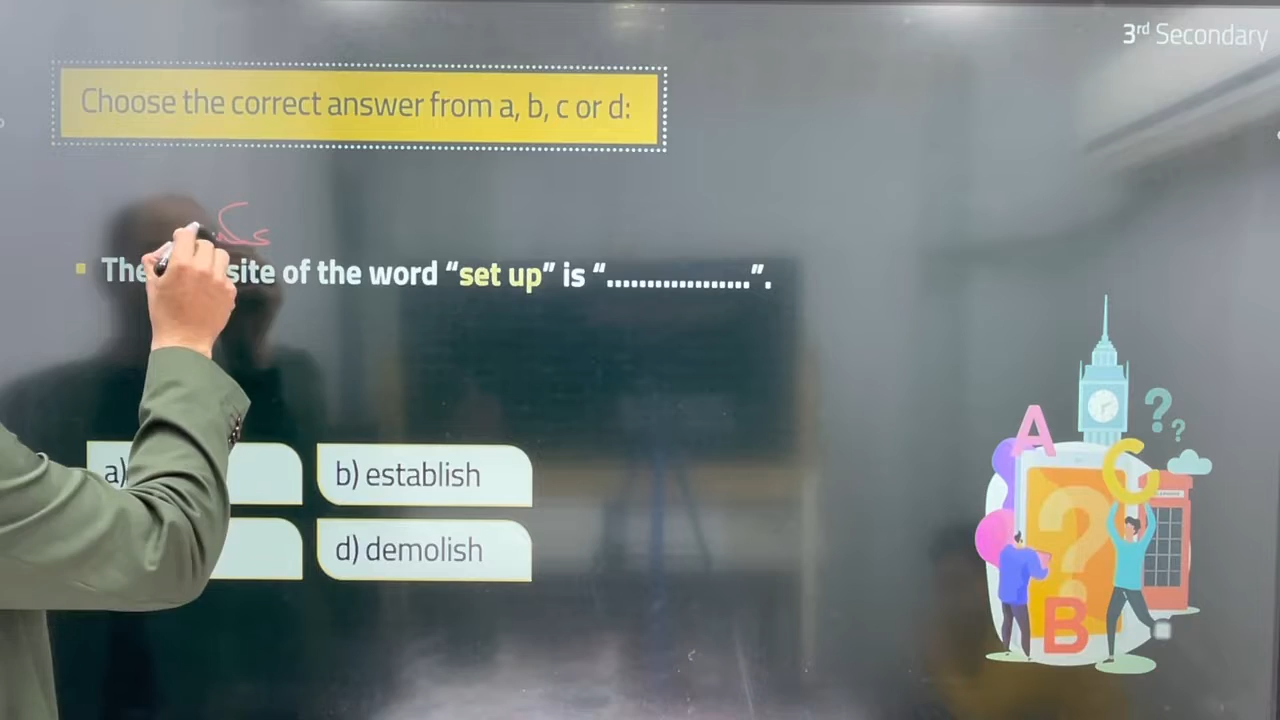 3rd Secondary
Choose the correct answer from a, b, c or d:
The site of the word “set up” is “..................”.
a)
b) establish
d) demolish
A
C
B